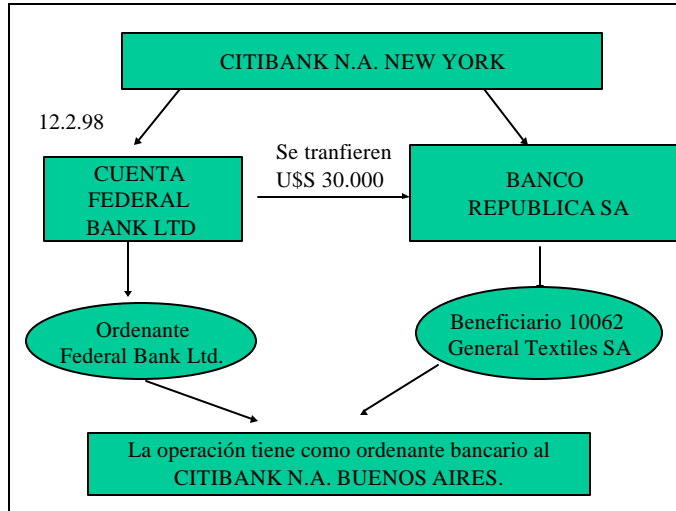 CITIBANK N.A. NEW YORK
12.2.98
Se tranfieren
U$S 30.000
CUENTA
FEDERAL
BANK LTD
BANCO
REPUBLICA SA
Ordenante
Federal Bank Ltd.
Beneficiario 10062
General Textiles SA
La operación tiene como ordenante bancario al
CITIBANK N.A. BUENOS AIRES.